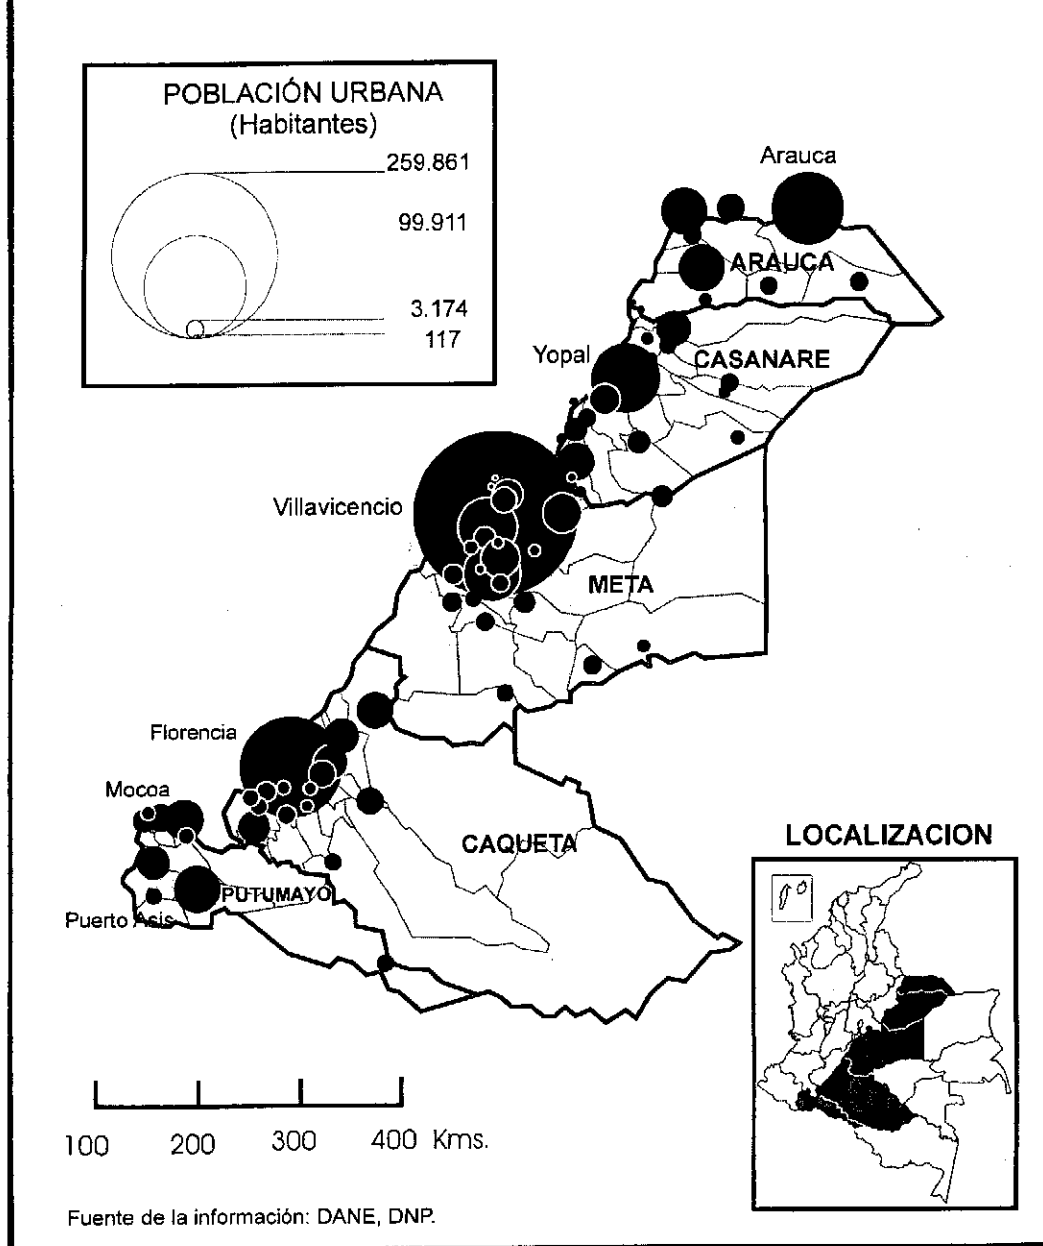 POBLACIÓN URBANA
(Habitantes)
259.861
99.911
3.174
117
Arauca
ARAUCA
Yopal
CASANARE
Villavicencio
META
Florencia
Mocoa
CAQUETA
PUTUMAYO
Puerto Asis
LOCALIZACION
100 200 300 400 Kms.
Fuente de la información: DANE, DNP.